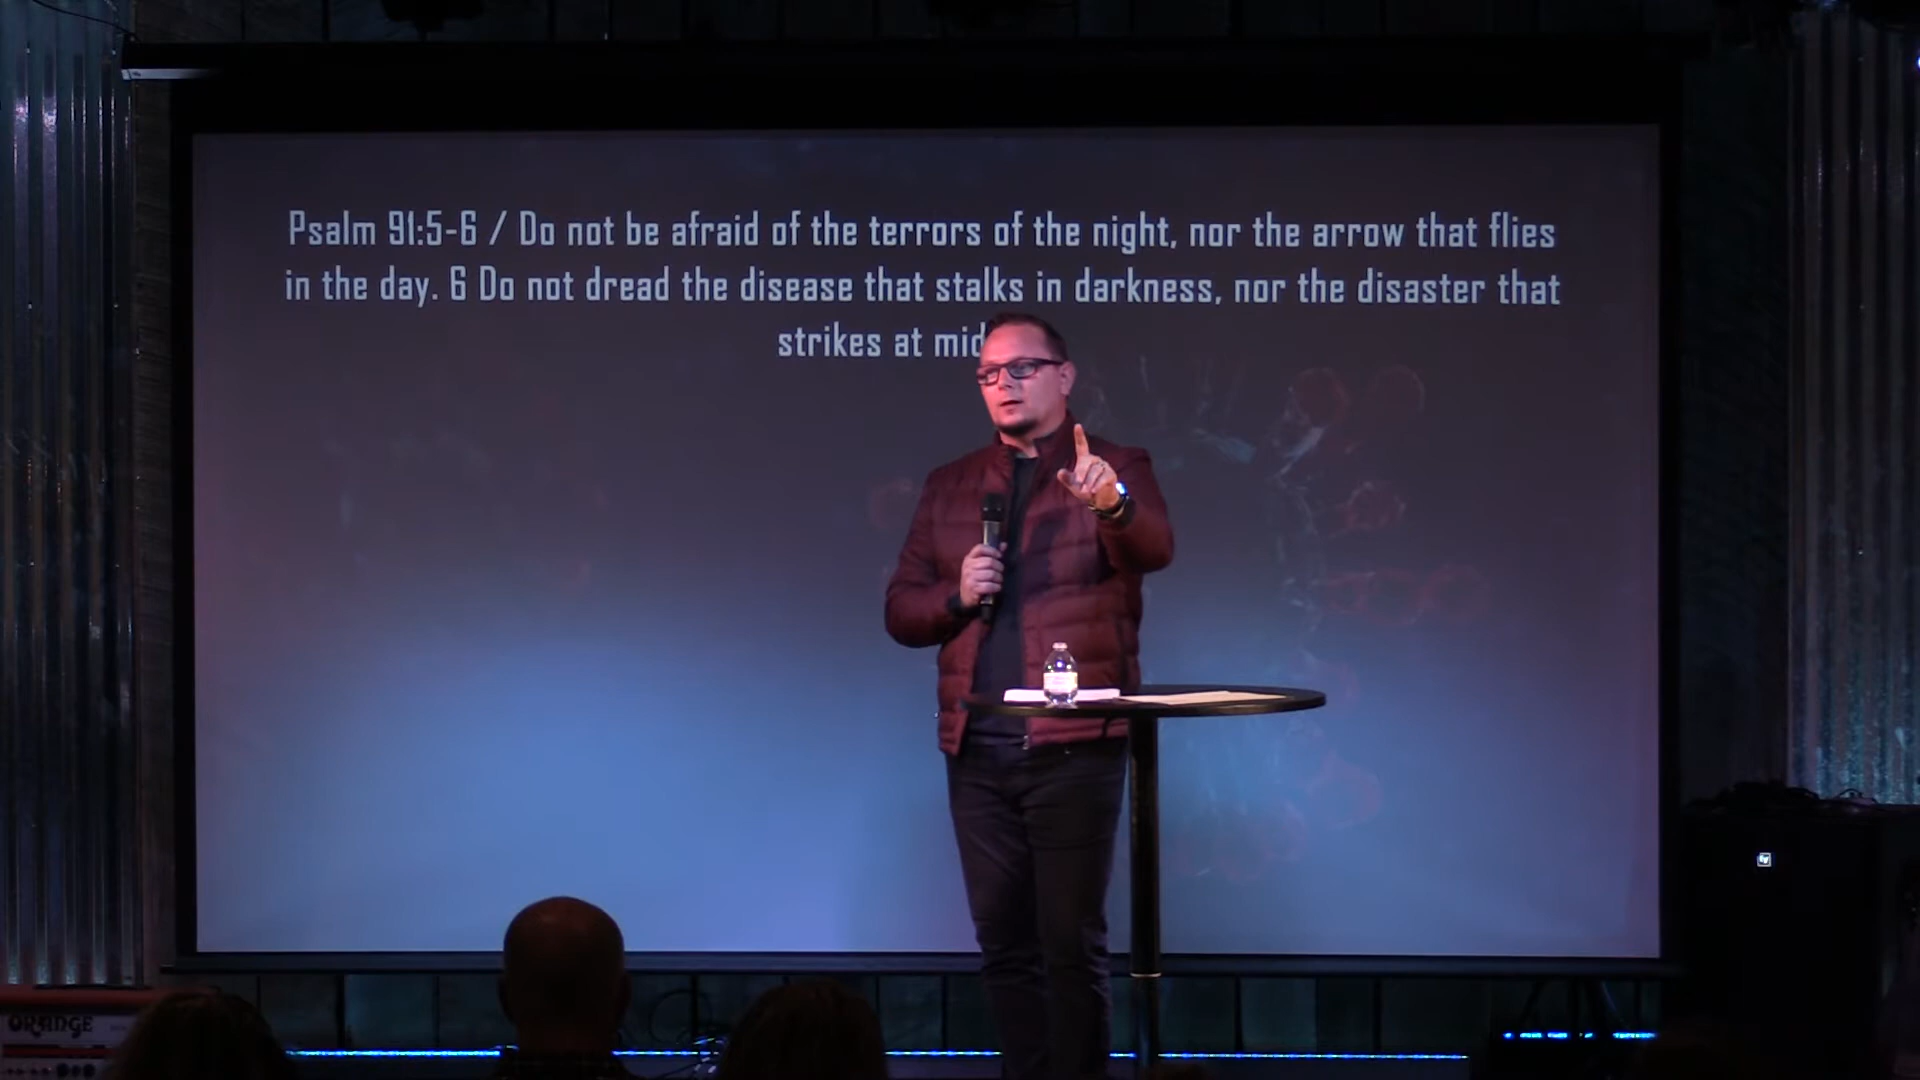 Psalm 91:5-6 / Do not be afraid of the terrors of the night, nor the arrow that flies
in the day. 6 Do not dread the disease that stalks in darkness, nor the disaster that
strikes at mid
ORANGE
EV